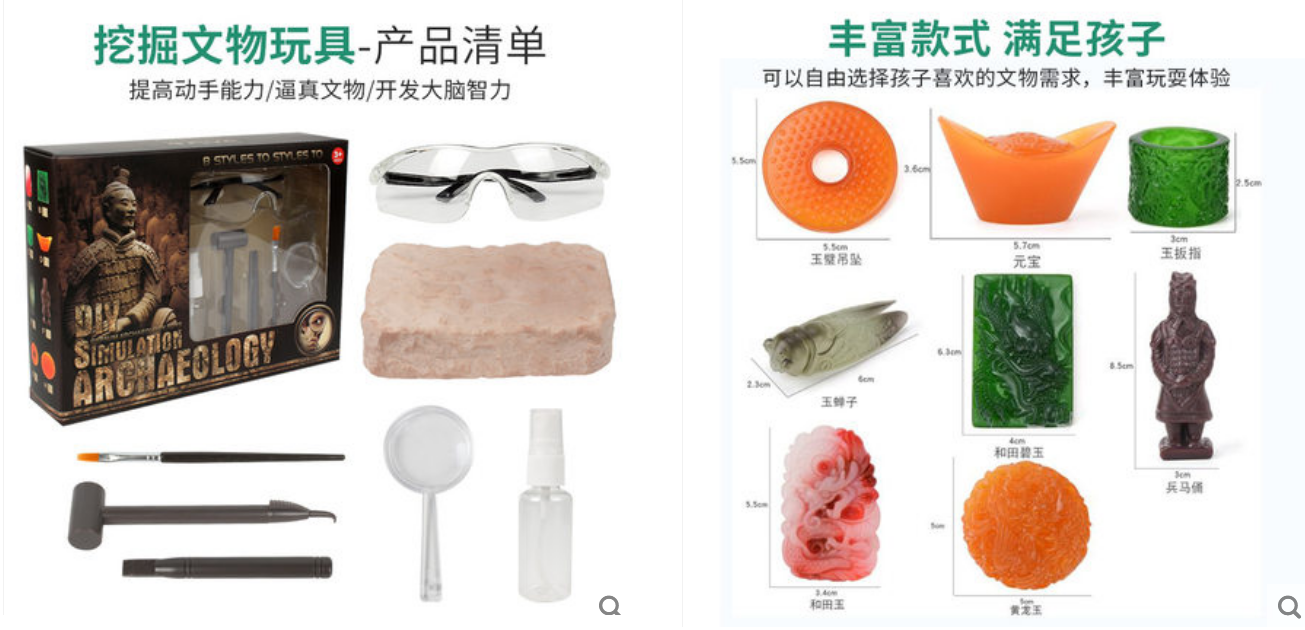 挖掘文物玩具-产品清单
提高动手能力/逼真文物/开发大脑智力
8 STYLES TO STYLES TO
3+
DIY
SIMULATION
ARCHAEOLOGY
丰富款式 满足孩子
可以自由选择孩子喜欢的文物需求，丰富玩耍体验
5.5cm
5.5cm
玉璧吊坠
3.6cm
5.7cm
元宝
2.5cm
3cm
玉扳指
2.3cm
6cm
玉蝉子
6.3cm
4cm
和田碧玉
8.5cm
3cm
兵马俑
5.5cm
3.4cm
和田玉
5cm
5cm
黄龙玉